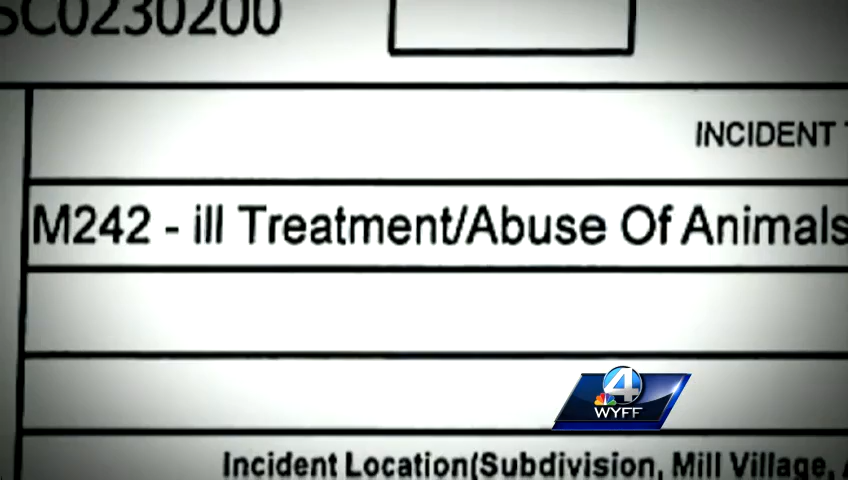 SC0230200
INCIDENT
M242 - ill Treatment/Abuse Of Animals
4
WYFF
Incident Location(Subdivision, Mill Village,